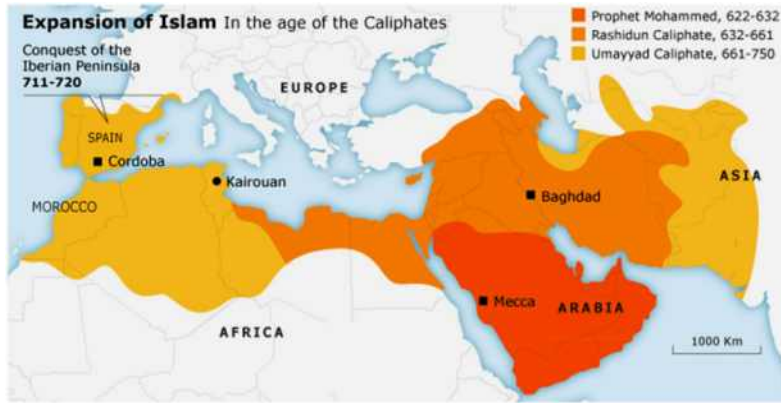 Expansion of Islam In the age of the Caliphates
Prophet Mohammed, 622-632
Rashidun Caliphate, 632-661
Umayyad Caliphate, 661-750
Conquest of the
Iberian Peninsula
711-720
EUROPE
SPAIN
Cordoba
Kairouan
MOROCCO
ASIA
Baghdad
Mecca
ARABIA
AFRICA
1000 Km